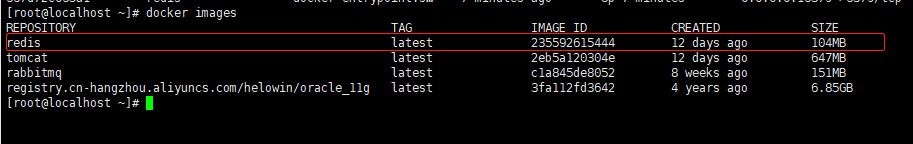 [root@localhost ~]# docker images
REPOSITORY TAG IMAGE ID CREATED SIZE
redis latest 235592615444 12 days ago 104MB
tomcat latest 2eb5a120304e 12 days ago 647MB
rabbitmq latest c1a845de8052 8 weeks ago 151MB
registry.cn-hangzhou.aliyuncs.com/helowin/oracle_11g latest 3fa112fd3642 4 years ago 6.85GB
[root@localhost ~]#